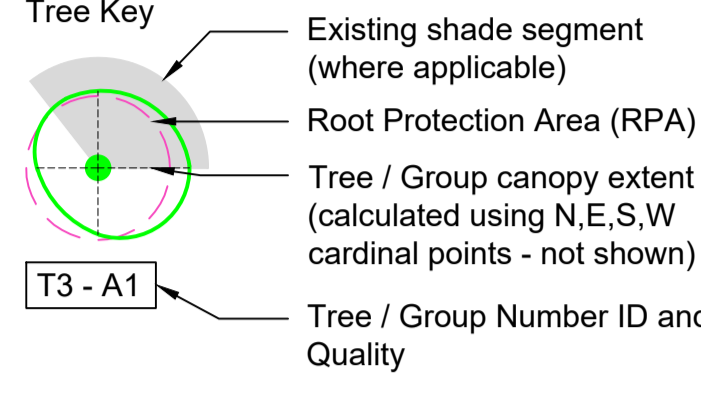 Tree Key
Existing shade segment
(where applicable)
Root Protection Area (RPA)
Tree / Group canopy extent
(calculated using N,E,S,W
cardinal points - not shown)
T3 - A1
Tree / Group Number ID and
Quality